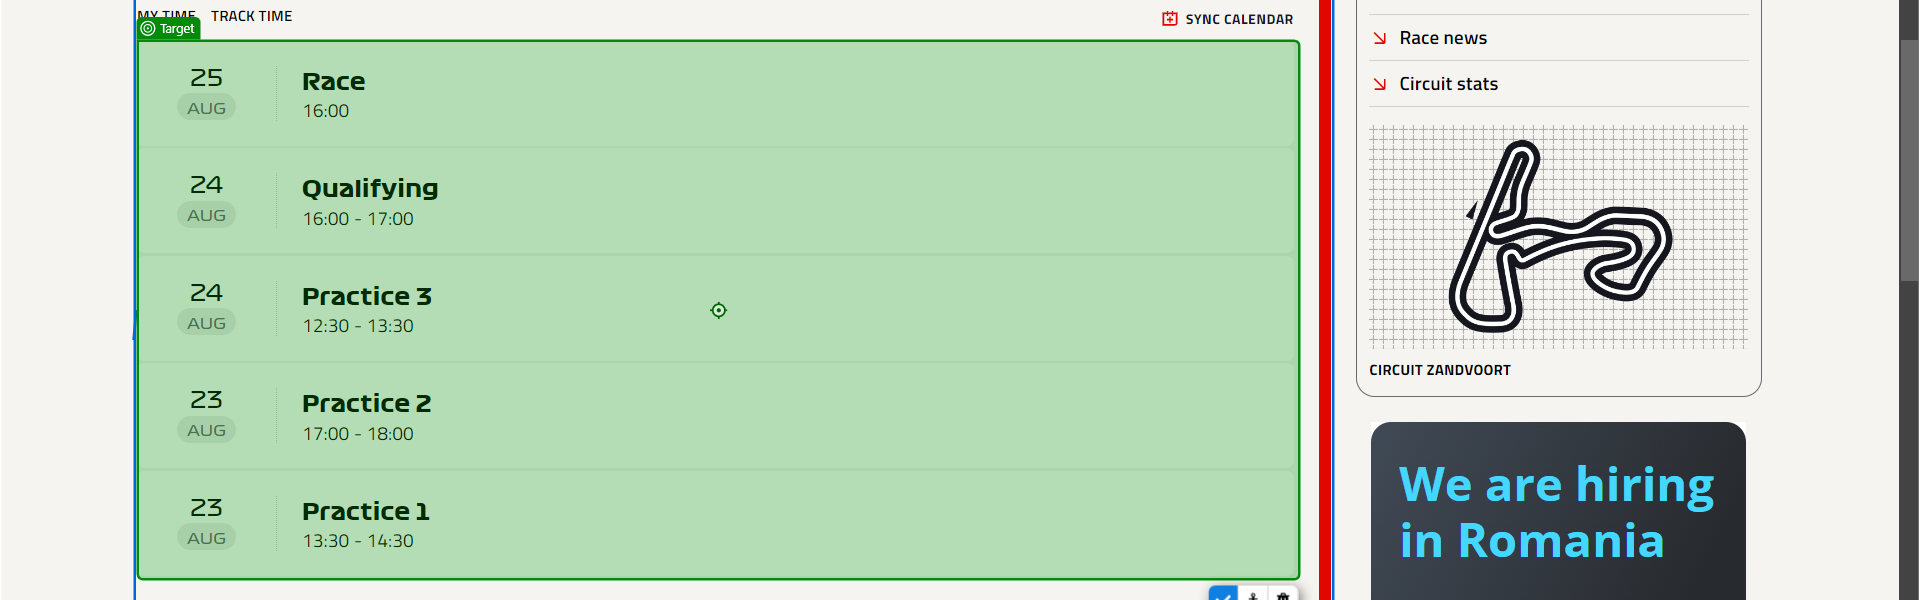 MY TIME
TRACK TIME
SYNC CALENDAR
Target
25
AUG
Race
16:00
24
AUG
Qualifying
16:00 - 17:00
24
AUG
Practice 3
12:30 - 13:30
23
AUG
Practice 2
17:00 - 18:00
23
AUG
Practice 1
13:30 - 14:30
Race news
Circuit stats
CIRCUIT ZANDVOORT
We are hiring
in Romania